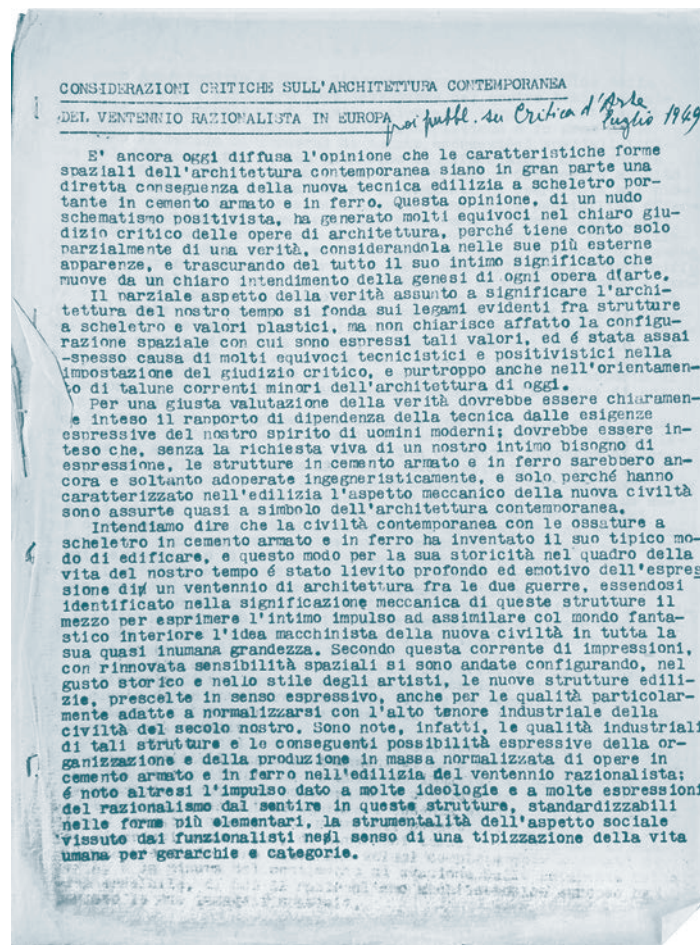 CONSIDERAZIONI CRITICHE SULL'ARCHITETTURA CONTEMPORANEA
DEL VENTENNIO RAZIONALISTA IN EUROPA poi pubbl. su Critica d'Arte
luglio 1949
E' ancora oggi diffusa l'opinione che le caratteristiche forme
spaziali dell'architettura contemporanea siano in gran parte una
diretta conseguenza della nuova tecnica edilizia a scheletro por-
tante in cemento armato e in ferro. Questa opinione, di un nudo
schematismo positivista, ha generato molti equivoci nel chiaro giu-
dizio critico delle opere di architettura, perché tiene conto solo
parzialmente di una verità, considerandola nelle sue più esterne
apparenze, e trascurando del tutto il suo intimo significato che
muove da un chiaro intendimento della genesi di ogni opera d(arte.
Il parziale aspetto della verità assunto a significare l'archi-
tettura del nostro tempo si fonda sui legami evidenti fra strutture
a scheletro e valori plastici, ma non chiarisce affatto la configu-
razione spaziale con cui sono espressi tali valori, ed é stata assai
-spesso causa di molti equivoci tecnicistici e positivistici nella
impostazione del giudizio critico, e purtroppo anche nell'orientamen-
to di talune correnti minori dell'architettura di oggi.
Per una giusta valutazione della verità dovrebbe essere chiaramen-
e inteso il rapporto di dipendenza della tecnica dalle esigenze
espressive del nostro spirito di uomini moderni; dovrebbe essere in-
teso che, senza la richiesta viva di un nostro intimo bisogno di
espressione, le strutture in cemento armato e in ferro sarebbero an-
cora e soltanto adoperate ingegneristicamente, e solo perché hanno
caratterizzato nell'edilizia l'aspetto meccanico della nuova civiltà
sono assurte quasi a simbolo dell'architettura contemporanea.
Intendiamo dire che la civiltà contemporanea con le ossature a
scheletro in cemento armato e in ferro ha inventato il suo tipico mo-
do di edificare, e questo modo per la sua storicità nel quadro della
vita del nostro tempo é stato lievito profondo ed emotivo dell'espres
sione di un ventennio di architettura fra le due guerre, essendosi
identificato nella significazione meccanica di queste strutture il
mezzo per esprimere l'intimo impulso ad assimilare col mondo fanta-
stico interiore l'idea macchinista della nuova civiltà in tutta la
sua quasi inumana grandezza. Secondo questa corrente di impressioni,
con rinnovata sensibilità spaziali si sono andate configurando, nel
gusto storico e nello stile degli artisti, le nuove strutture edili-
zie, prescelte in senso espressivo, anche per le qualità particolar-
mente adatte a normalizzarsi con l'alto tenore industriale della
civiltà del secolo nostro. Sono note, infatti, le qualità industriali
di tali strutture e le conseguenti possibilità espressive della or-
ganizzazione e della produzione in massa normalizzata di opere in
cemento armato e in ferro nell'edilizia del ventennio razionalista;
é noto altresì l'impulso dato a molte ideologie e a molte espressioni
del razionalismo dal sentire in queste strutture, standardizzabili
nelle forme più elementari, la strumentalità dell'aspetto sociale
vissuto dai funzionalisti nel senso di una tipizzazione della vita
umana per gerarchie e categorie.